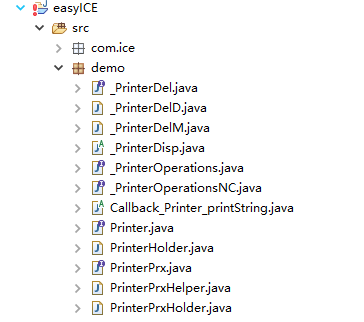 easyICE
src
com.ice
demo
_PrinterDel.java
_PrinterDelD.java
_PrinterDelM.java
_PrinterDisp.java
_PrinterOperations.java
_PrinterOperationsNC.java
Callback_Printer_printString.java
Printer.java
PrinterHolder.java
PrinterPrx.java
PrinterPrxHelper.java
PrinterPrxHolder.java